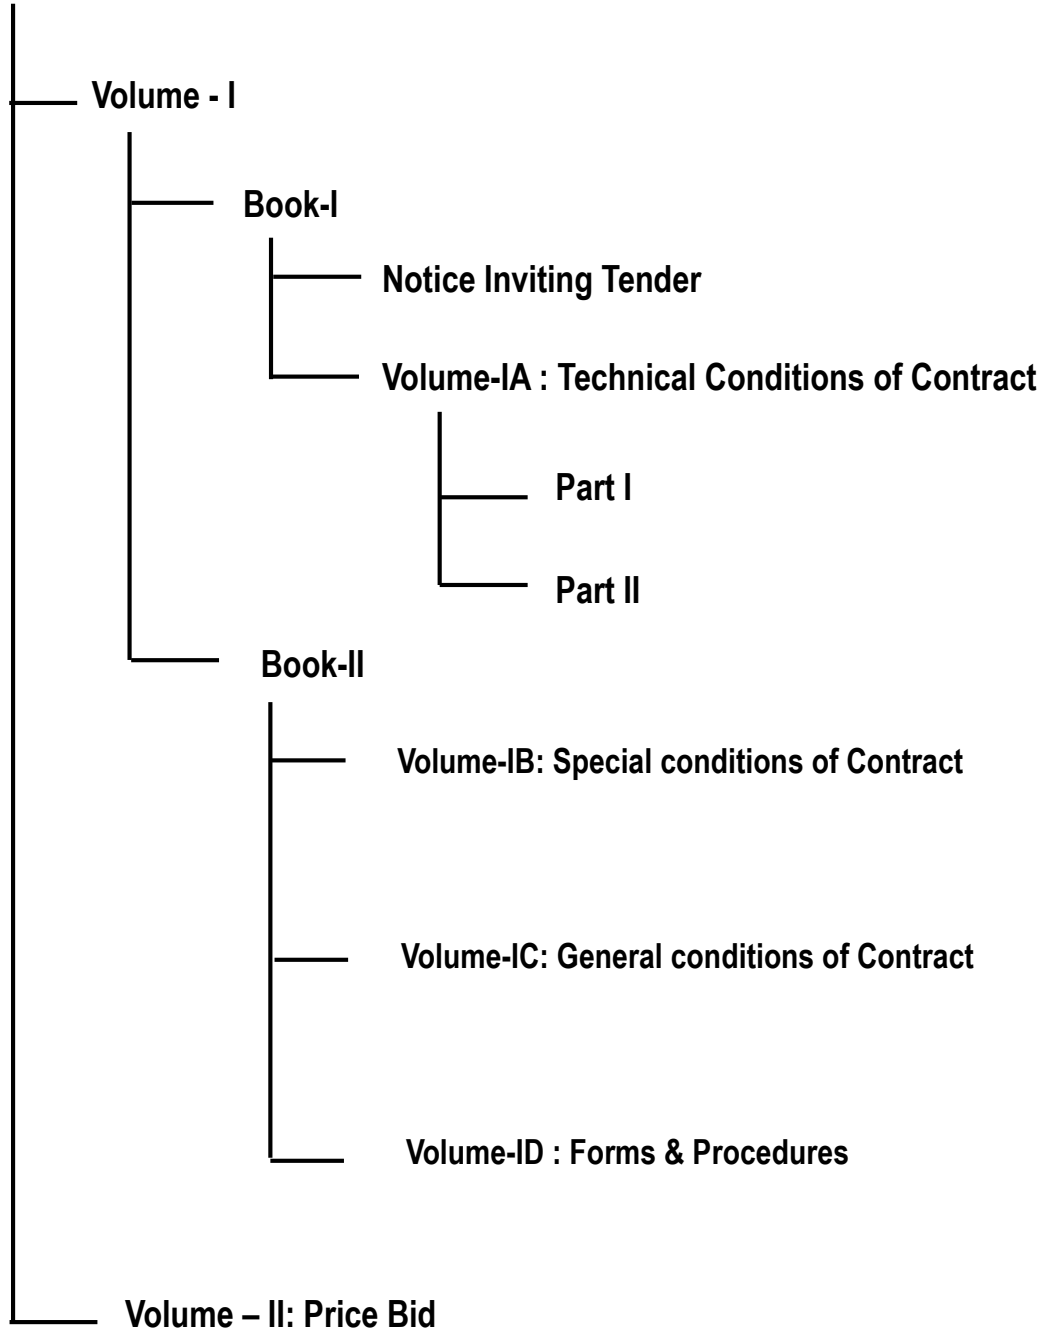 Volume - I
Book-I
Notice Inviting Tender
Volume-IA : Technical Conditions of Contract
Part I
Part II
Book-II
Volume-IB: Special conditions of Contract
Volume-IC: General conditions of Contract
Volume-ID : Forms & Procedures
Volume – II: Price Bid